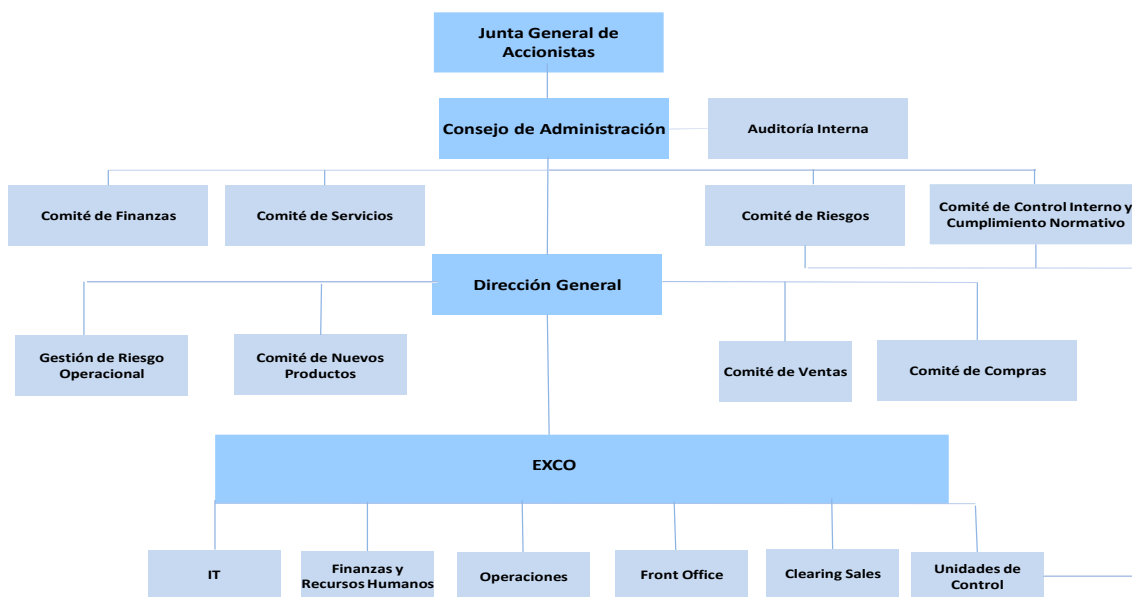 Junta General de
Accionistas
Consejo de Administración
Auditoría Interna
Comité de Finanzas
Comité de Servicios
Comité de Riesgos
Comité de Control Interno y
Cumplimiento Normativo
Dirección General
Gestión de Riesgo
Operacional
Comité de Nuevos
Productos
Comité de Ventas
Comité de Compras
EXCO
IT
Finanzas y
Recursos Humanos
Operaciones
Front Office
Clearing Sales
Unidades de
Control